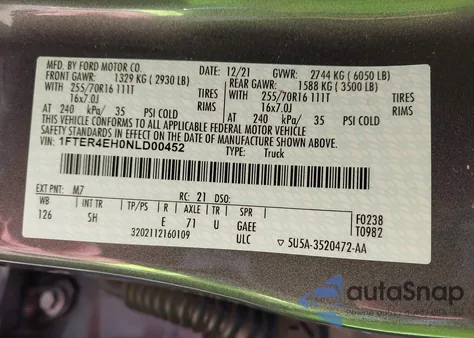 MFD. BY FORD MOTOR CO.
DATE: 12/21 GVWR: 2744 KG ( 6050 LB)
FRONT GAWR: 1329 KG ( 2930 LB) REAR GAWR: 1588 KG ( 3500 LB)
WITH 255/70R16 111T TIRES WITH 255/70R16 111T TIRES
16x7.0J RIMS 16x7.0J RIMS
AT 240 kPa/ 35 PSI COLD AT 240 kPa/ 35 PSI COLD
THIS VEHICLE CONFORMS TO ALL APPLICABLE FEDERAL MOTOR VEHICLE SAFETY
STANDARDS IN EFFECT ON THE DATE OF MANUFACTURE SHOWN ABOVE.
VIN: 1FTER4EH0NLD00452 TYPE: Truck
EXT PNT: M7 RC: 21 DSO:
WB INT TR TP/PS R AXLE TR SPR F0238
126 SH E 71 U GAEE T0982
3202112160109 ULC 5U5A-3520472-AA
autoSnap